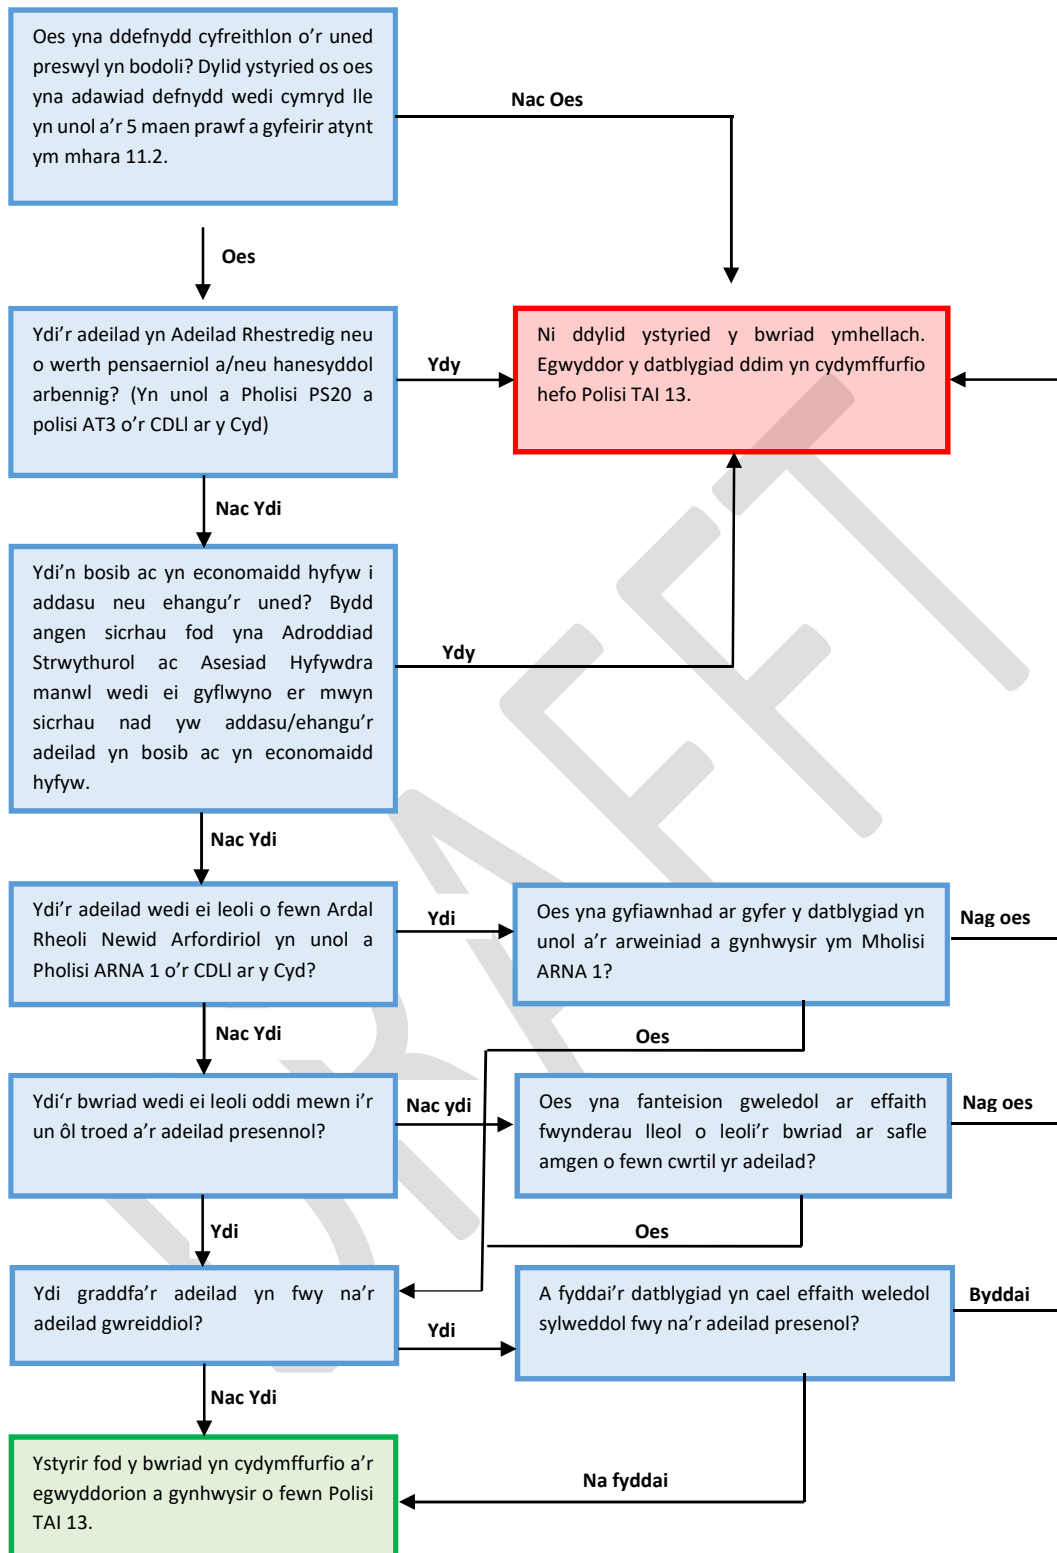 Oes yna ddefnydd cyfreithlon o'r uned
preswyl yn bodoli? Dylid ystyried os oes
yna adawiad defnydd wedi cymryd lle
yn unol a'r 5 maen prawf a gyfeirir atynt
ym mhara 11.2.
Nac Oes
Oes
Ydi'r adeilad yn Adeilad Rhestredig neu
o werth pensaerniol a/neu hanesyddol
arbennig? (Yn unol a Pholisi PS20 a
polisi AT3 o'r CDLl ar y Cyd)
Ydy
Ni ddylid ystyried y bwriad ymhellach.
Egwyddor y datblygiad ddim yn cydymffurfio
hefo Polisi TAI 13.
Nac Ydi
Ydi'n bosib ac yn economaidd hyfyw i
addasu neu ehangu'r uned? Bydd
angen sicrhau fod yna Adroddiad
Strwythurol ac Asesiad Hyfywdra
manwl wedi ei gyflwyno er mwyn
sicrhau nad yw addasu/ehangu'r
adeilad yn bosib ac yn economaidd
hyfyw.
Ydy
Nac Ydi
Ydi'r adeilad wedi ei leoli o fewn Ardal
Rheoli Newid Arfordiriol yn unol a
Pholisi ARNA 1 o'r CDLl ar y Cyd?
Ydi
Oes yna gyfiawnhad ar gyfer y datblygiad yn
unol a'r arweiniad a gynhwysir ym Mholisi
ARNA 1?
Nag oes
Nac Ydi
Oes
Ydi'r bwriad wedi ei leoli oddi mewn i'r
un ôl troed a'r adeilad presennol?
Nac ydi
Oes yna fanteision gweledol ar effaith
fwynderau lleol o leoli'r bwriad ar safle
amgen o fewn cwrtil yr adeilad?
Nag oes
Ydi
Oes
Ydi graddfa'r adeilad yn fwy na'r
adeilad gwreiddiol?
Ydi
A fyddai'r datblygiad yn cael effaith weledol
sylweddol fwy na'r adeilad presenol?
Byddai
Nac Ydi
Ystyrir fod y bwriad yn cydymffurfio a'r
egwyddorion a gynhwysir o fewn Polisi
TAI 13.
Na fyddai
DRAFFT